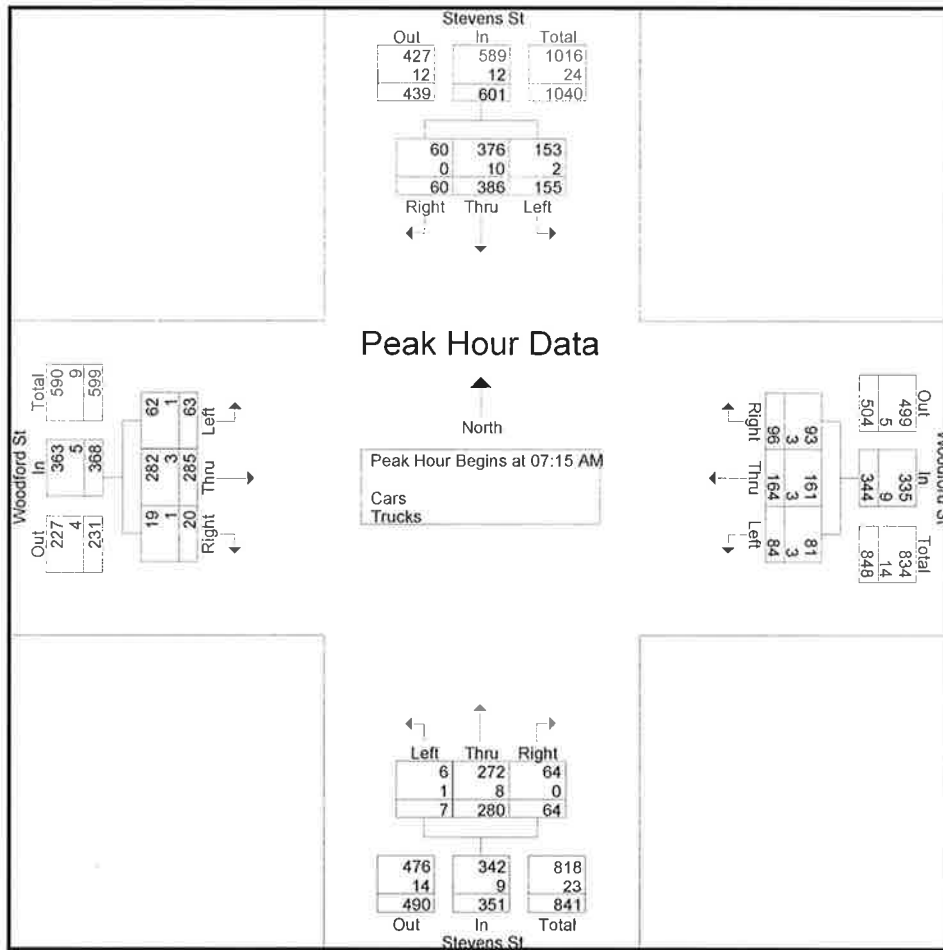 Stevens St
Out In Total
427 589 1016
12 12 24
439 601 1040
60 376 153
0 10 2
60 386 155
Right Thru Left
Peak Hour Data
North
Peak Hour Begins at 07:15 AM
Cars
Trucks
Woodford St
Total
590
9
599
In
363
5
368
Out
227
4
231
62
1
63
Left
282
3
285
Thru
19
1
20
Right
Right
96
3
93
Thru
164
3
161
Left
84
3
81
Out
499
5
504
In
335
9
344
Total
834
14
848
Woodford St
Left Thru Right
6 272 64
1 8 0
7 280 64
476 342 818
14 9 23
490 351 841
Out In Total
Stevens St